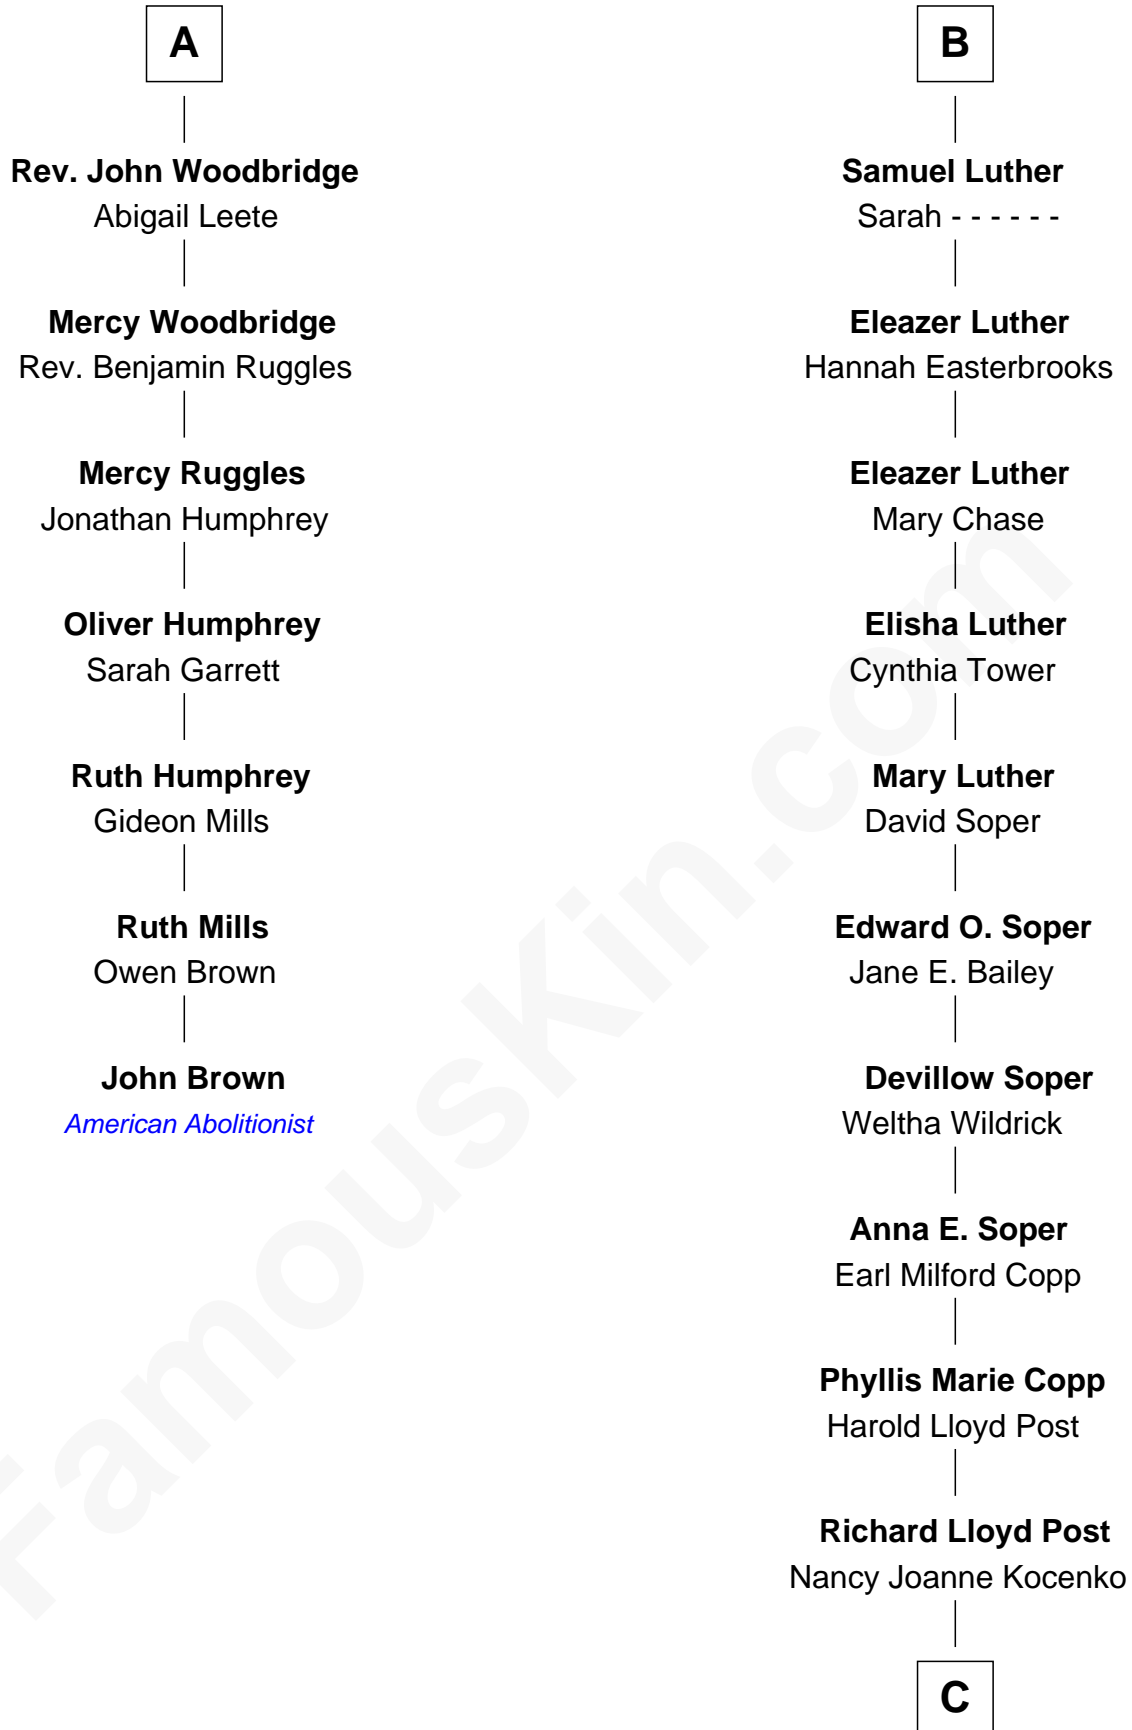 A
Rev. John Woodbridge
Abigail Leete
Mercy Woodbridge
Rev. Benjamin Ruggles
Mercy Ruggles
Jonathan Humphrey
Oliver Humphrey
Sarah Garrett
Ruth Humphrey
Gideon Mills
Ruth Mills
Owen Brown
John Brown
American Abolitionist
B
Samuel Luther
Sarah - - - - - -
Eleazer Luther
Hannah Easterbrooks
Eleazer Luther
Mary Chase
Elisha Luther
Cynthia Tower
Mary Luther
David Soper
Edward O. Soper
Jane E. Bailey
Devillow Soper
Weltha Wildrick
Anna E. Soper
Earl Milford Copp
Phyllis Marie Copp
Harold Lloyd Post
Richard Lloyd Post
Nancy Joanne Kocenko
C
FamousKin.com